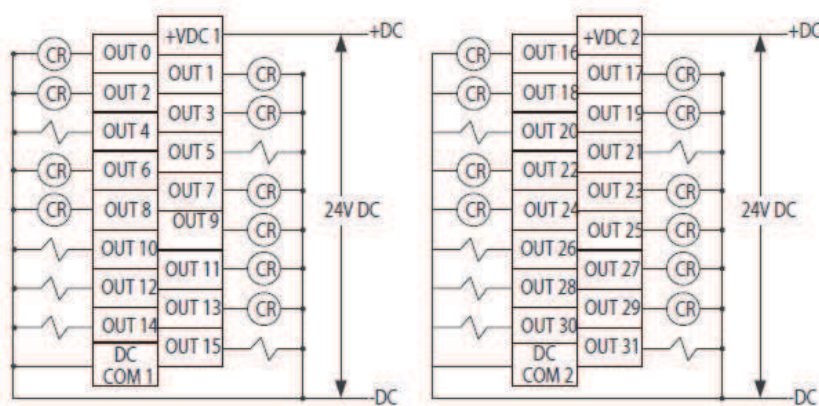 +VDC 1
+DC
CR
OUT 0
OUT 1
CR
CR
OUT 2
OUT 3
CR
OUT 4
OUT 5
CR
OUT 6
OUT 7
CR
CR
OUT 8
OUT 9
CR
24V DC
OUT 10
OUT 11
CR
OUT 12
OUT 13
CR
OUT 14
OUT 15
DC
COM 1
-DC
+VDC 2
+DC
CR
OUT 16
OUT 17
CR
CR
OUT 18
OUT 19
CR
OUT 20
OUT 21
CR
OUT 22
OUT 23
CR
CR
OUT 24
OUT 25
CR
24V DC
OUT 26
OUT 27
CR
OUT 28
OUT 29
CR
OUT 30
OUT 31
DC
COM 2
-DC